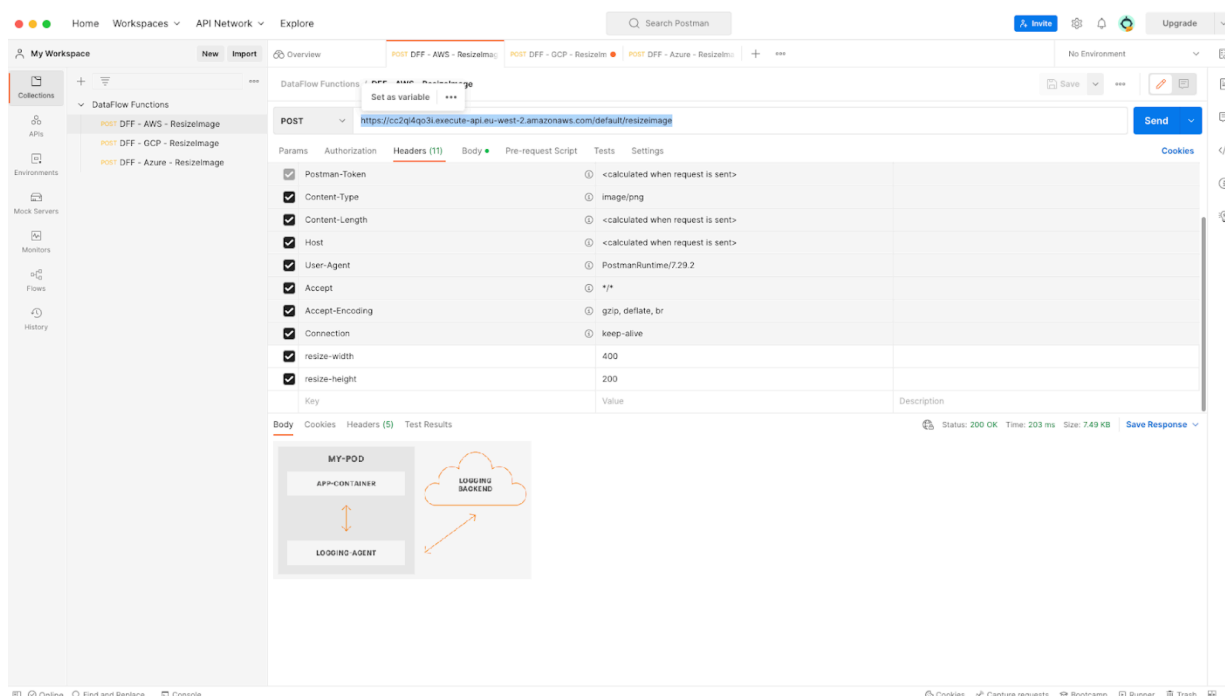 Home Workspaces API Network Explore Search Postman Invite Upgrade
My Workspace New Import Overview POST DFF - AWS - ResizeImag POST DFF - GCP - ResizeIm POST DFF - Azure - ResizeIm No Environment
Collections
APIs
Environments
Mock Servers
Monitors
Flows
History
DataFlow Functions
POST DFF - AWS - ResizeImage
POST DFF - GCP - ResizeImage
POST DFF - Azure - ResizeImage
DataFlow Functions / DFF - AWS - ResizeImage Save
Set as variable
POST https://cc2ql4qo3i.execute-api.eu-west-2.amazonaws.com/default/resizeimage Send
Params Authorization Headers (11) Body Pre-request Script Tests Settings Cookies
Postman-Token <calculated when request is sent>
Content-Type image/png
Content-Length <calculated when request is sent>
Host <calculated when request is sent>
User-Agent PostmanRuntime/7.29.2
Accept */*
Accept-Encoding gzip, deflate, br
Connection keep-alive
resize-width 400
resize-height 200
Key Value Description
Body Cookies Headers (5) Test Results Status: 200 OK Time: 203 ms Size: 7.49 KB Save Response
MY-POD
APP-CONTAINER
LOGGING-AGENT
LOGGING
BACKEND
Online Find and Replace Console Cookies Capture requests Bootcamp Runner Trash